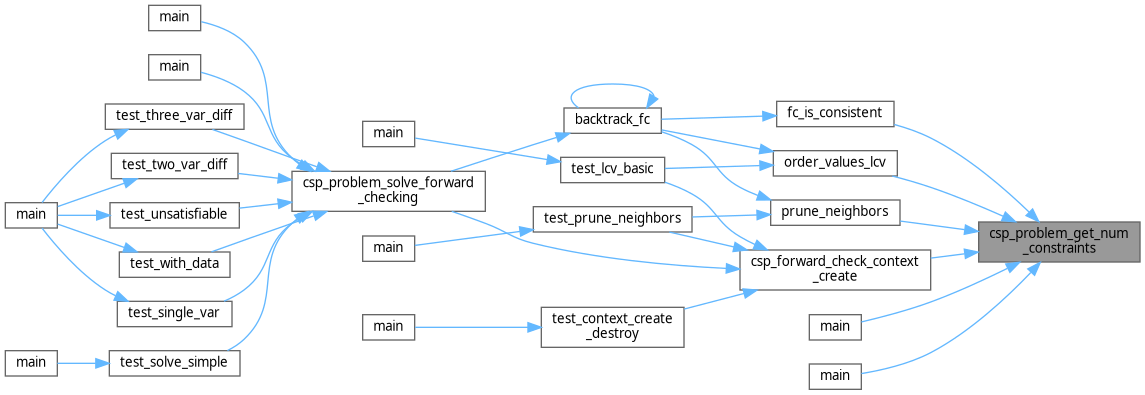 main
main
test_three_var_diff
test_two_var_diff
main
test_unsatisfiable
test_with_data
test_single_var
main
test_solve_simple
csp_problem_solve_forward
_checking
main
main
main
backtrack_fc
test_lcv_basic
test_prune_neighbors
test_context_create
_destroy
fc_is_consistent
order_values_lcv
prune_neighbors
csp_forward_check_context
_create
main
main
csp_problem_get_num
_constraints